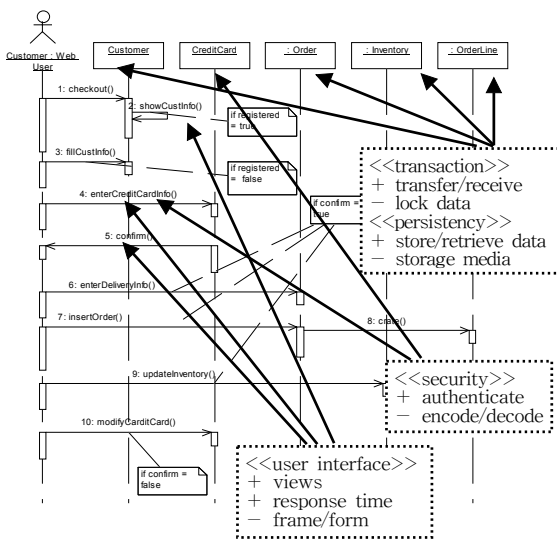 Customer : Web
User
Customer
CreditCard
: Order
: Inventory
: OrderLine
1: checkout()
2: showCustInfo()
if registered
= true
3: fillCustInfo()
if registered
= false
4: enterCreditCardInfo()
if confirm =
true
5: confirm()
6: enterDeliveryInfo()
7: insertOrder()
8: crate()
9: updateInventory()
10: modifyCarditCard()
if confirm =
false
<<transaction>>
+ transfer/receive
− lock data
<<persistency>>
+ store/retrieve data
− storage media
<<security>>
+ authenticate
− encode/decode
<<user interface>>
+ views
+ response time
− frame/form